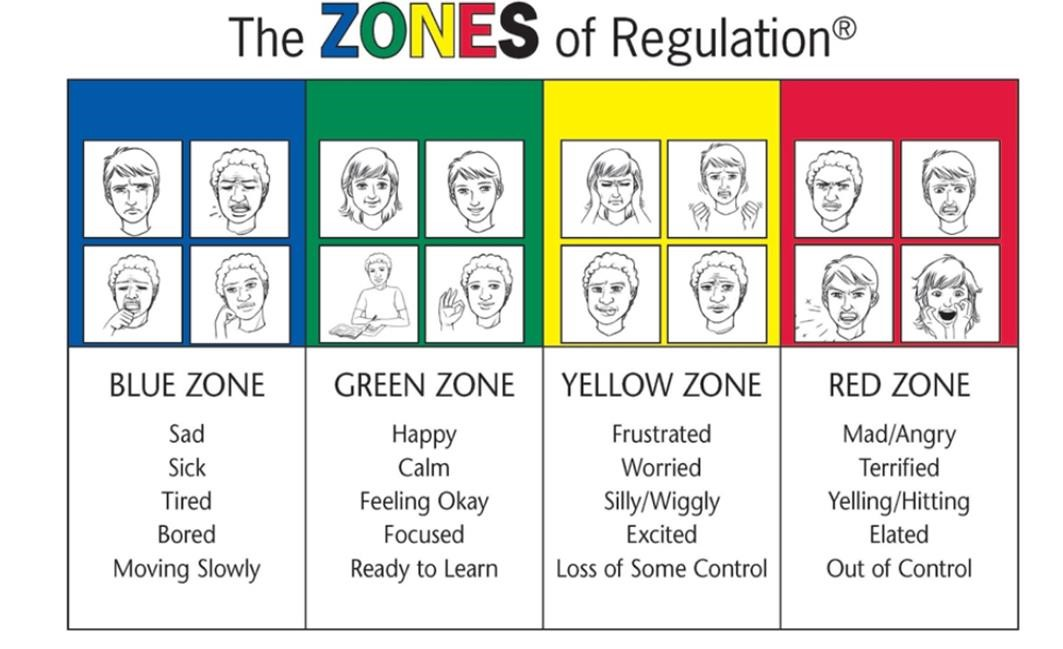 The ZONES of Regulation®
BLUE ZONE
Sad
Sick
Tired
Bored
Moving Slowly
GREEN ZONE
Happy
Calm
Feeling Okay
Focused
Ready to Learn
YELLOW ZONE
Frustrated
Worried
Silly/Wiggly
Excited
Loss of Some Control
RED ZONE
Mad/Angry
Terrified
Yelling/Hitting
Elated
Out of Control